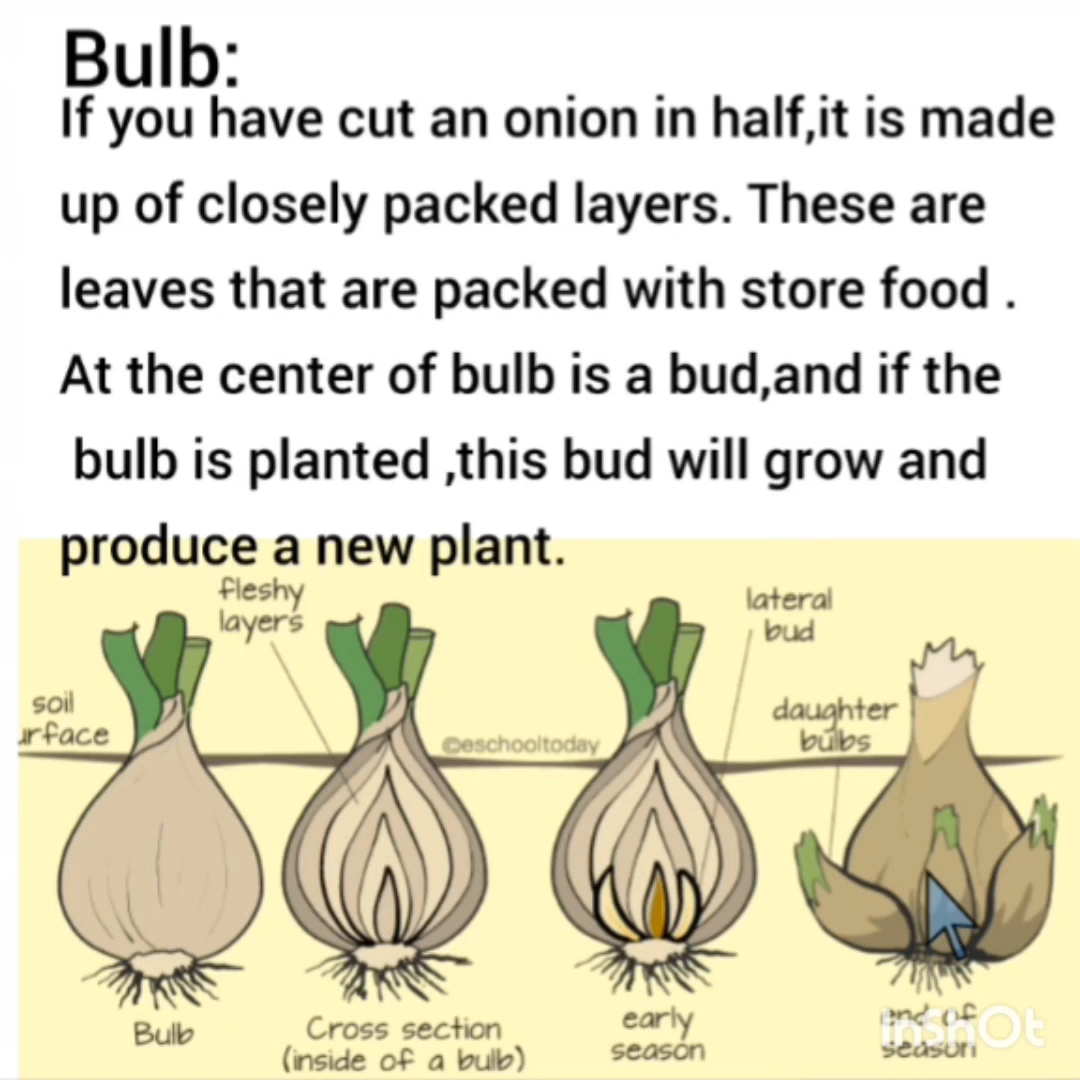 Bulb:
If you have cut an onion in half,it is made
up of closely packed layers. These are
leaves that are packed with store food .
At the center of bulb is a bud,and if the
bulb is planted ,this bud will grow and
produce a new plant.
fleshy
layers
lateral
bud
soil
urface
daughter
bulbs
©eschooltoday
Bulb
Cross section
(inside of a bulb)
early
season
end of
season
InShOt